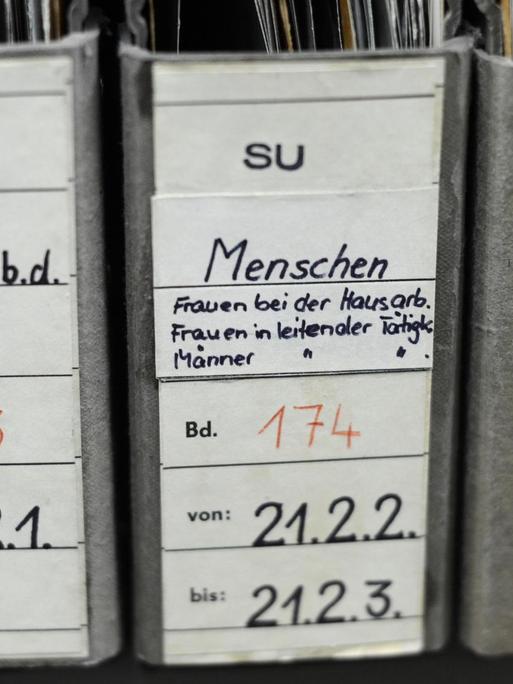 b.d.
.1.
SU
Menschen
Frauen bei der Hausarb.
Frauen in leitender Tätigk.
Männer " " .
Bd. 174
von: 21.2.2.
bis: 21.2.3.